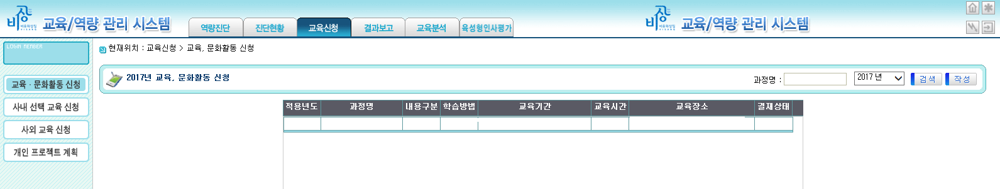 비상 교육/역량 관리 시스템
역량진단 진단현황 교육신청 결과보고 교육분석 육성형인사평가
비상 교육/역량 관리 시스템
LOGIN MEMBER
현재위치 : 교육신청 > 교육, 문화활동 신청
2017년 교육, 문화활동 신청
과정명 : 2017 년 검색 작성
교육 · 문화활동 신청
사내 선택 교육 신청
사외 교육 신청
개인 프로젝트 계획
적용년도 과정명 내용구분 학습방법 교육기간 교육시간 교육장소 결재상태